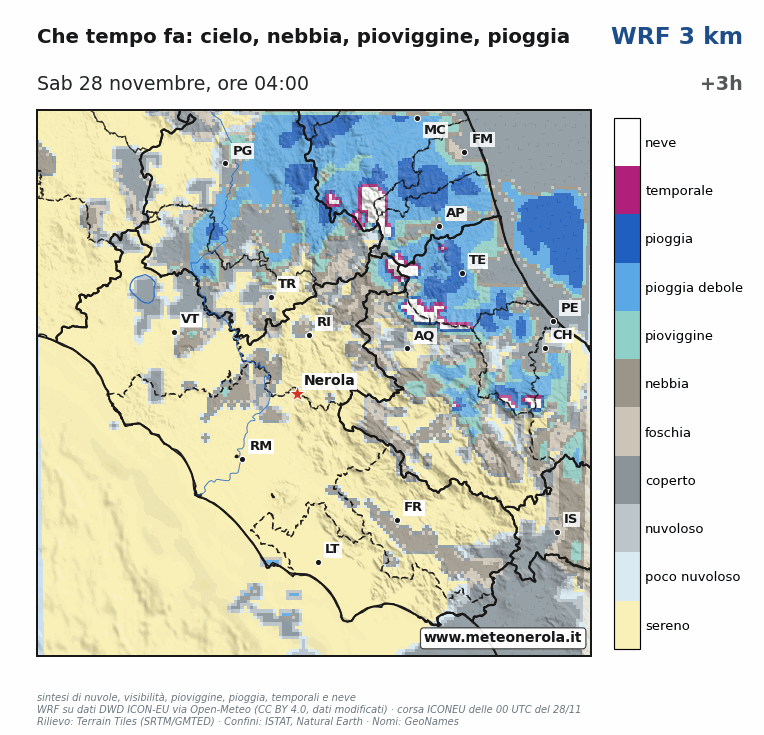 Che tempo fa: cielo, nebbia, pioviggine, pioggia
WRF 3 km
Sab 28 novembre, ore 04:00
+3h
MC
FM
PG
AP
TE
TR
PE
VT
RI
AQ
CH
Nerola
RM
FR
IS
LT
www.meteonerola.it
neve
temporale
pioggia
pioggia debole
pioviggine
nebbia
foschia
coperto
nuvoloso
poco nuvoloso
sereno
sintesi di nuvole, visibilità, pioviggine, pioggia, temporali e neve
WRF su dati DWD ICON-EU via Open-Meteo (CC BY 4.0, dati modificati) · corsa ICONEU delle 00 UTC del 28/11
Rilievo: Terrain Tiles (SRTM/GMTED) · Confini: ISTAT, Natural Earth · Nomi: GeoNames